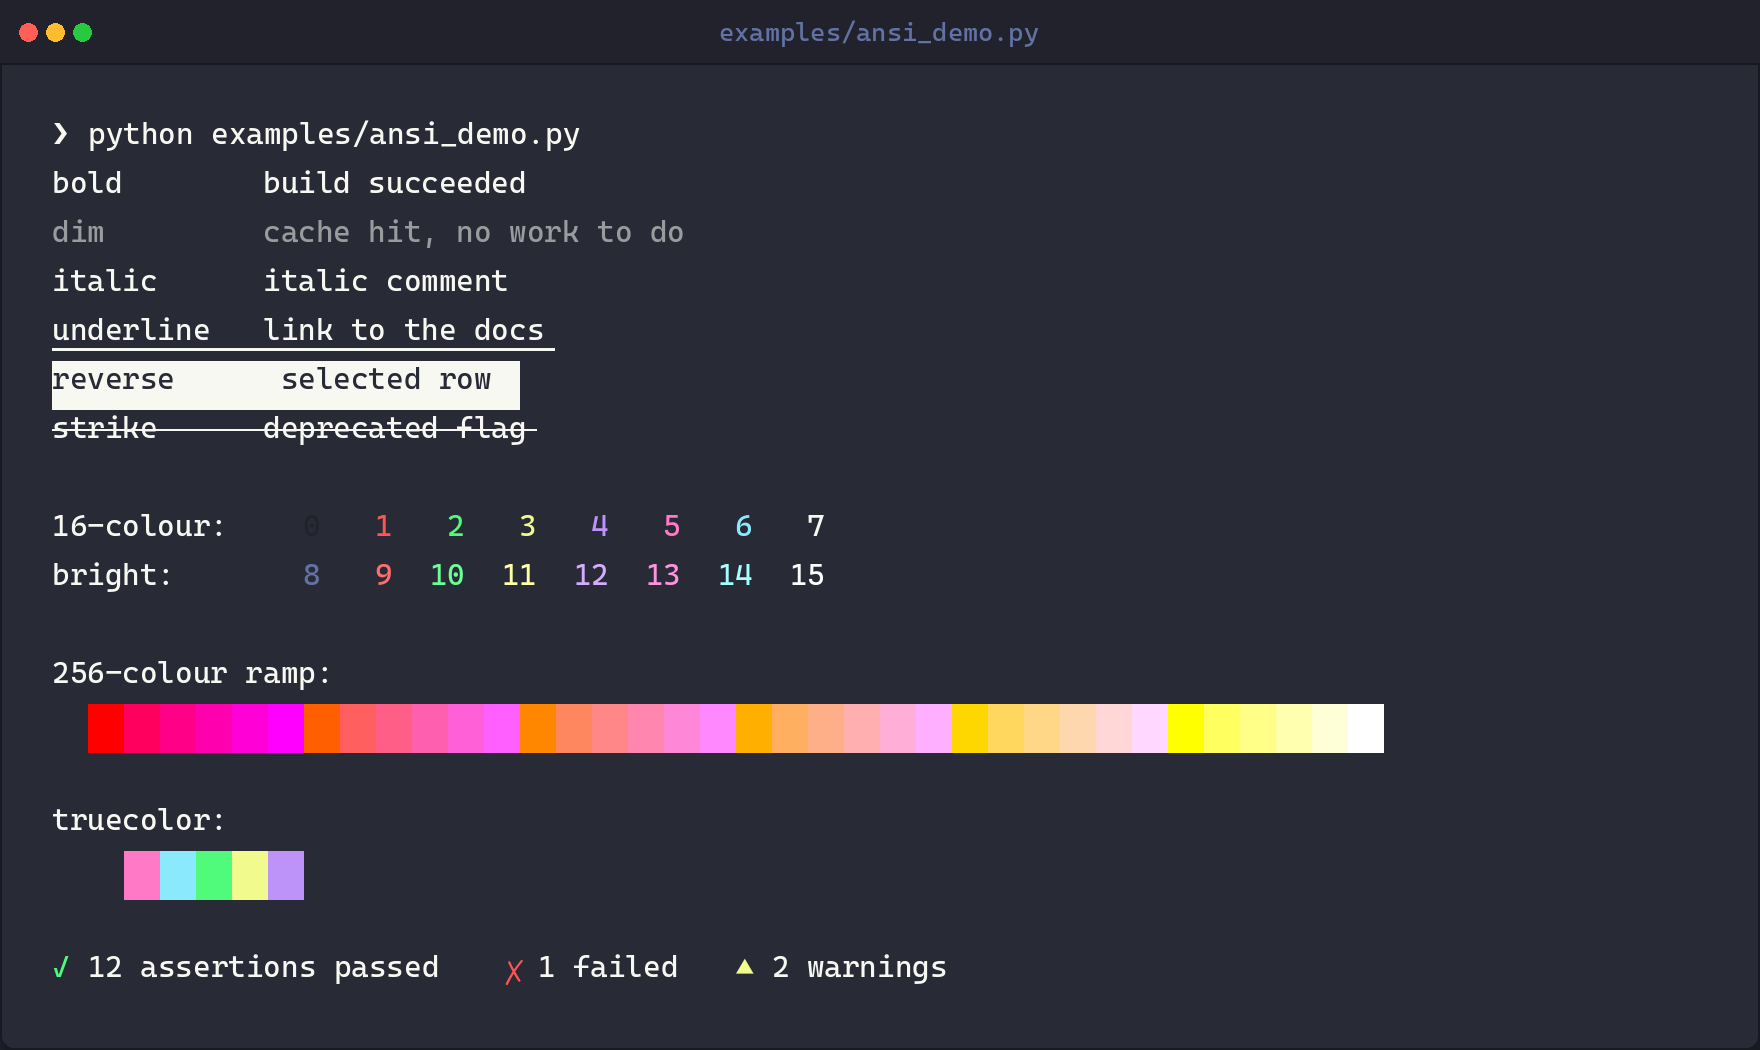 examples/ansi_demo.py
❯ python examples/ansi_demo.py
bold        build succeeded
dim         cache hit, no work to do
italic      italic comment
underline   link to the docs
reverse      selected row
strike      deprecated flag
16-colour:    0   1   2   3   4   5   6   7
bright:       8   9  10  11  12  13  14  15
256-colour ramp:
truecolor:
✓ 12 assertions passed   ✗ 1 failed   ▲ 2 warnings